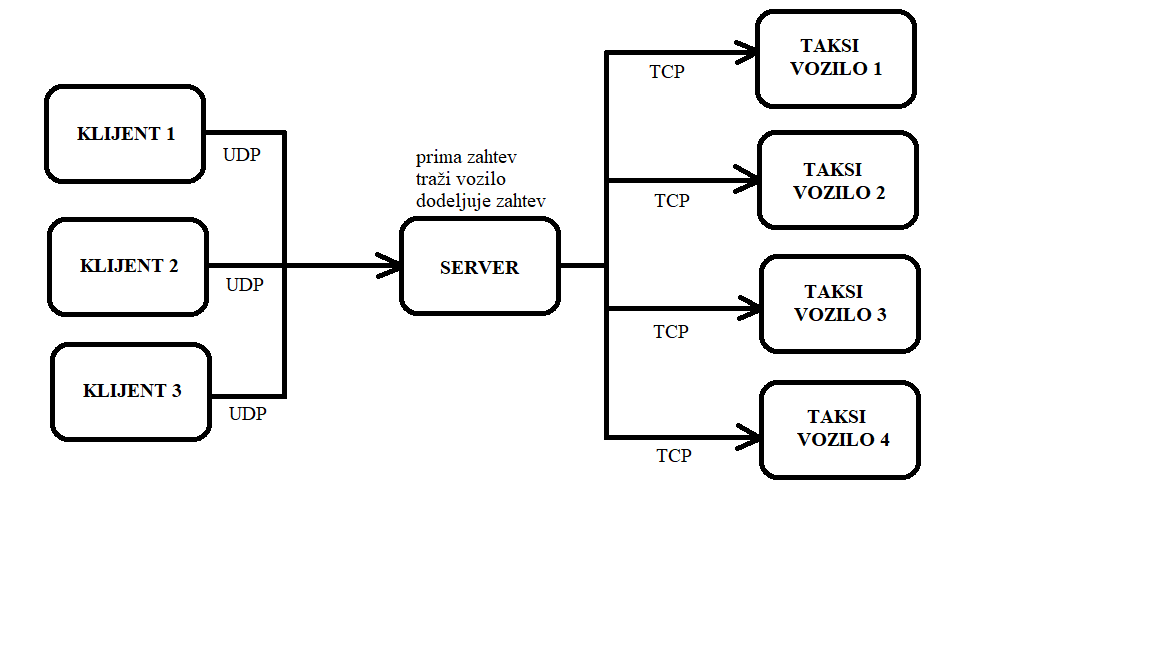 KLIJENT 1
UDP
KLIJENT 2
UDP
KLIJENT 3
UDP
prima zahtev
traži vozilo
dodeljuje zahtev
SERVER
TCP
TAKSI
VOZILO 1
TCP
TAKSI
VOZILO 2
TCP
TAKSI
VOZILO 3
TCP
TAKSI
VOZILO 4